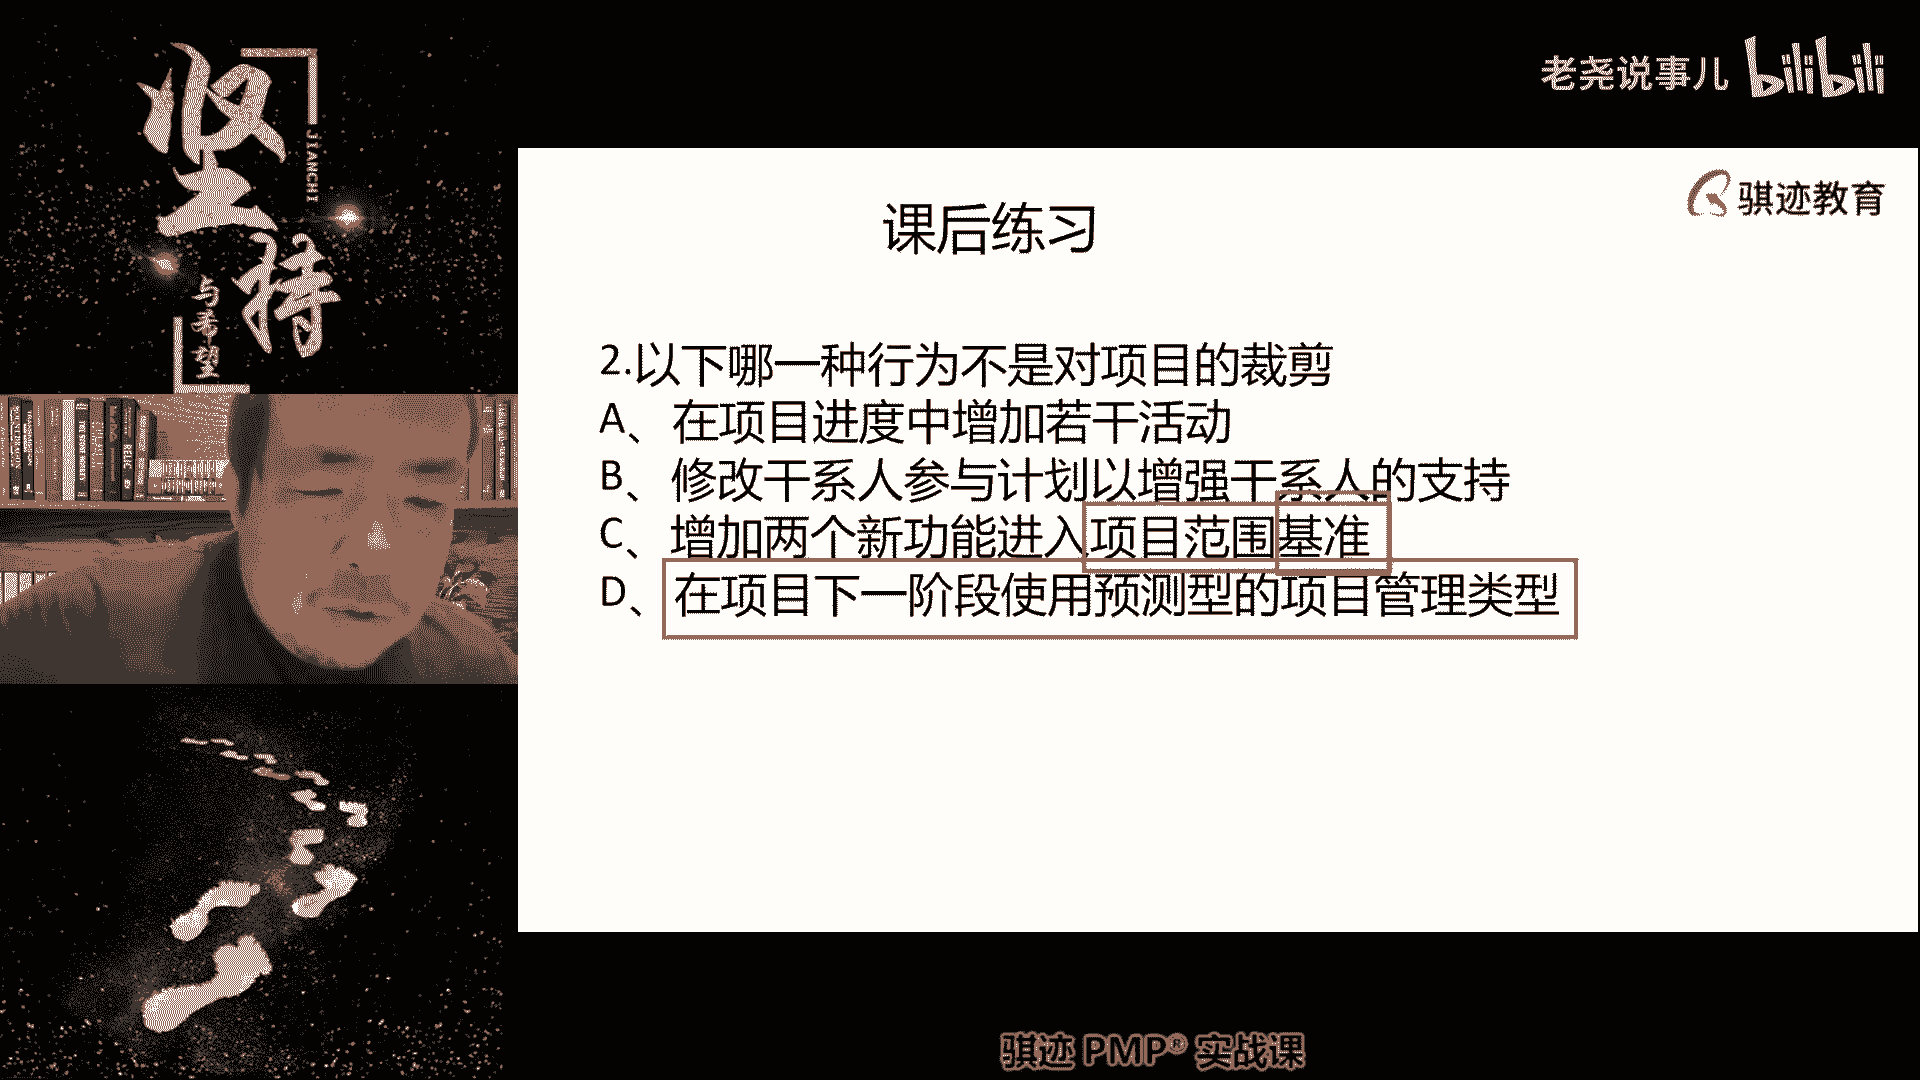 坚持
JIANCHI
与希望
老尧说事儿 bilibili
骐迹教育
课后练习
2.以下哪一种行为不是对项目的裁剪
A、在项目进度中增加若干活动
B、修改干系人参与计划以增强干系人的支持
C、增加两个新功能进入项目范围基准
D、在项目下一阶段使用预测型的项目管理类型
骐迹 PMP® 实战课